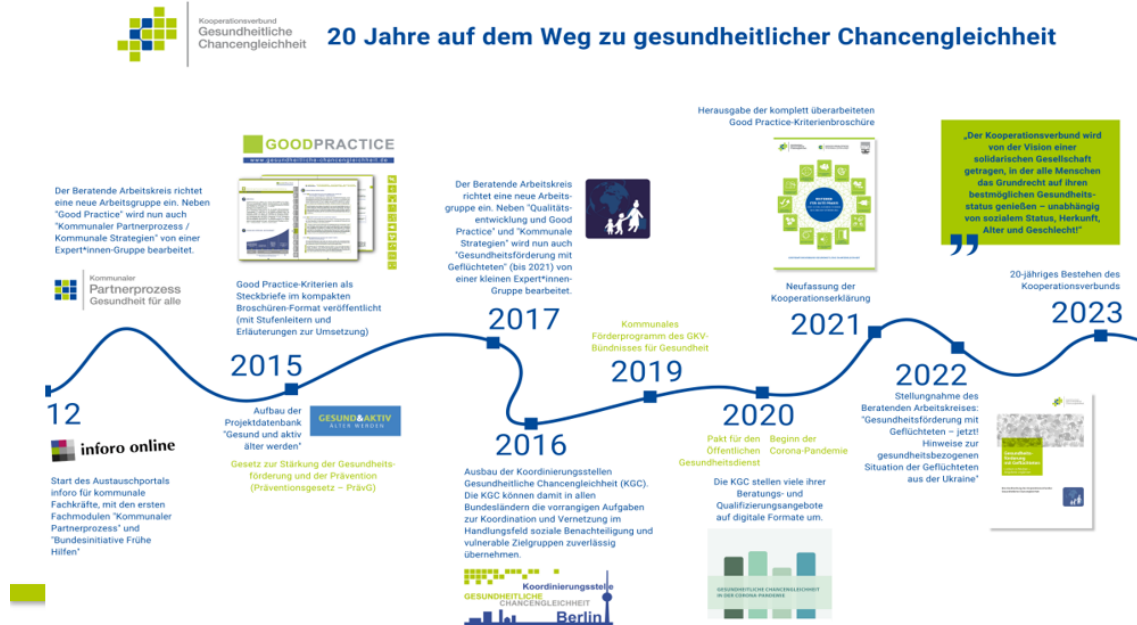 Kooperationsverbund
Gesundheitliche
Chancengleichheit
20 Jahre auf dem Weg zu gesundheitlicher Chancengleichheit
Der Beratende Arbeitskreis richtet
eine neue Arbeitsgruppe ein. Neben
"Good Practice" wird nun auch
"Kommunaler Partnerprozess /
Kommunale Strategien" von einer
Expert*innen-Gruppe bearbeitet.
Kommunaler
Partnerprozess
Gesundheit für alle
12
inforo online
Start des Austauschportals
inforo für kommunale
Fachkräfte, mit den ersten
Fachmodulen "Kommunaler
Partnerprozess" und
"Bundesinitiative Frühe
Hilfen"
GOODPRACTICE
www.gesundheitliche-chancengleichheit.de
Good Practice-Kriterien als
Steckbriefe im kompakten
Broschüren-Format veröffentlicht
(mit Stufenleitern und
Erläuterungen zur Umsetzung)
2015
Aufbau der
Projektdatenbank
"Gesund und aktiv
älter werden"
GESUND&AKTIV
ÄLTER WERDEN
Gesetz zur Stärkung der Gesundheits-
förderung und der Prävention
(Präventionsgesetz – PrävG)
Der Beratende Arbeitskreis
richtet eine neue Arbeits-
gruppe ein. Neben "Qualitäts-
entwicklung und Good
Practice" und "Kommunale
Strategien" wird nun auch
"Gesundheitsförderung mit
Geflüchteten" (bis 2021) von
einer kleinen Expert*innen-
Gruppe bearbeitet.
2017
2016
Ausbau der Koordinierungsstellen
Gesundheitliche Chancengleichheit (KGC).
Die KGC können damit in allen
Bundesländern die vorrangigen Aufgaben
zur Koordination und Vernetzung im
Handlungsfeld soziale Benachteiligung und
vulnerable Zielgruppen zuverlässig
übernehmen.
Koordinierungsstelle
GESUNDHEITLICHE
CHANCENGLEICHHEIT
Berlin
Kommunales
Förderprogramm des GKV-
Bündnisses für Gesundheit
2019
2020
Pakt für den
Öffentlichen
Gesundheitsdienst
Beginn der
Corona-Pandemie
Die KGC stellen viele ihrer
Beratungs- und
Qualifizierungsangebote
auf digitale Formate um.
GESUNDHEITLICHE CHANCENGLEICHHEIT
IN DER CORONA-PANDEMIE
Herausgabe der komplett überarbeiteten
Good Practice-Kriterienbroschüre
Neufassung der
Kooperationserklärung
2021
2022
Stellungnahme des
Beratenden Arbeitskreises:
"Gesundheitsförderung mit
Geflüchteten – jetzt!
Hinweise zur
gesundheitsbezogenen
Situation der Geflüchteten
aus der Ukraine"
„Der Kooperationsverbund wird
von der Vision einer
solidarischen Gesellschaft
getragen, in der alle Menschen
das Grundrecht auf ihren
bestmöglichen Gesundheits-
status genießen – unabhängig
von sozialem Status, Herkunft,
Alter und Geschlecht!"
20-jähriges Bestehen des
Kooperationsverbunds
2023